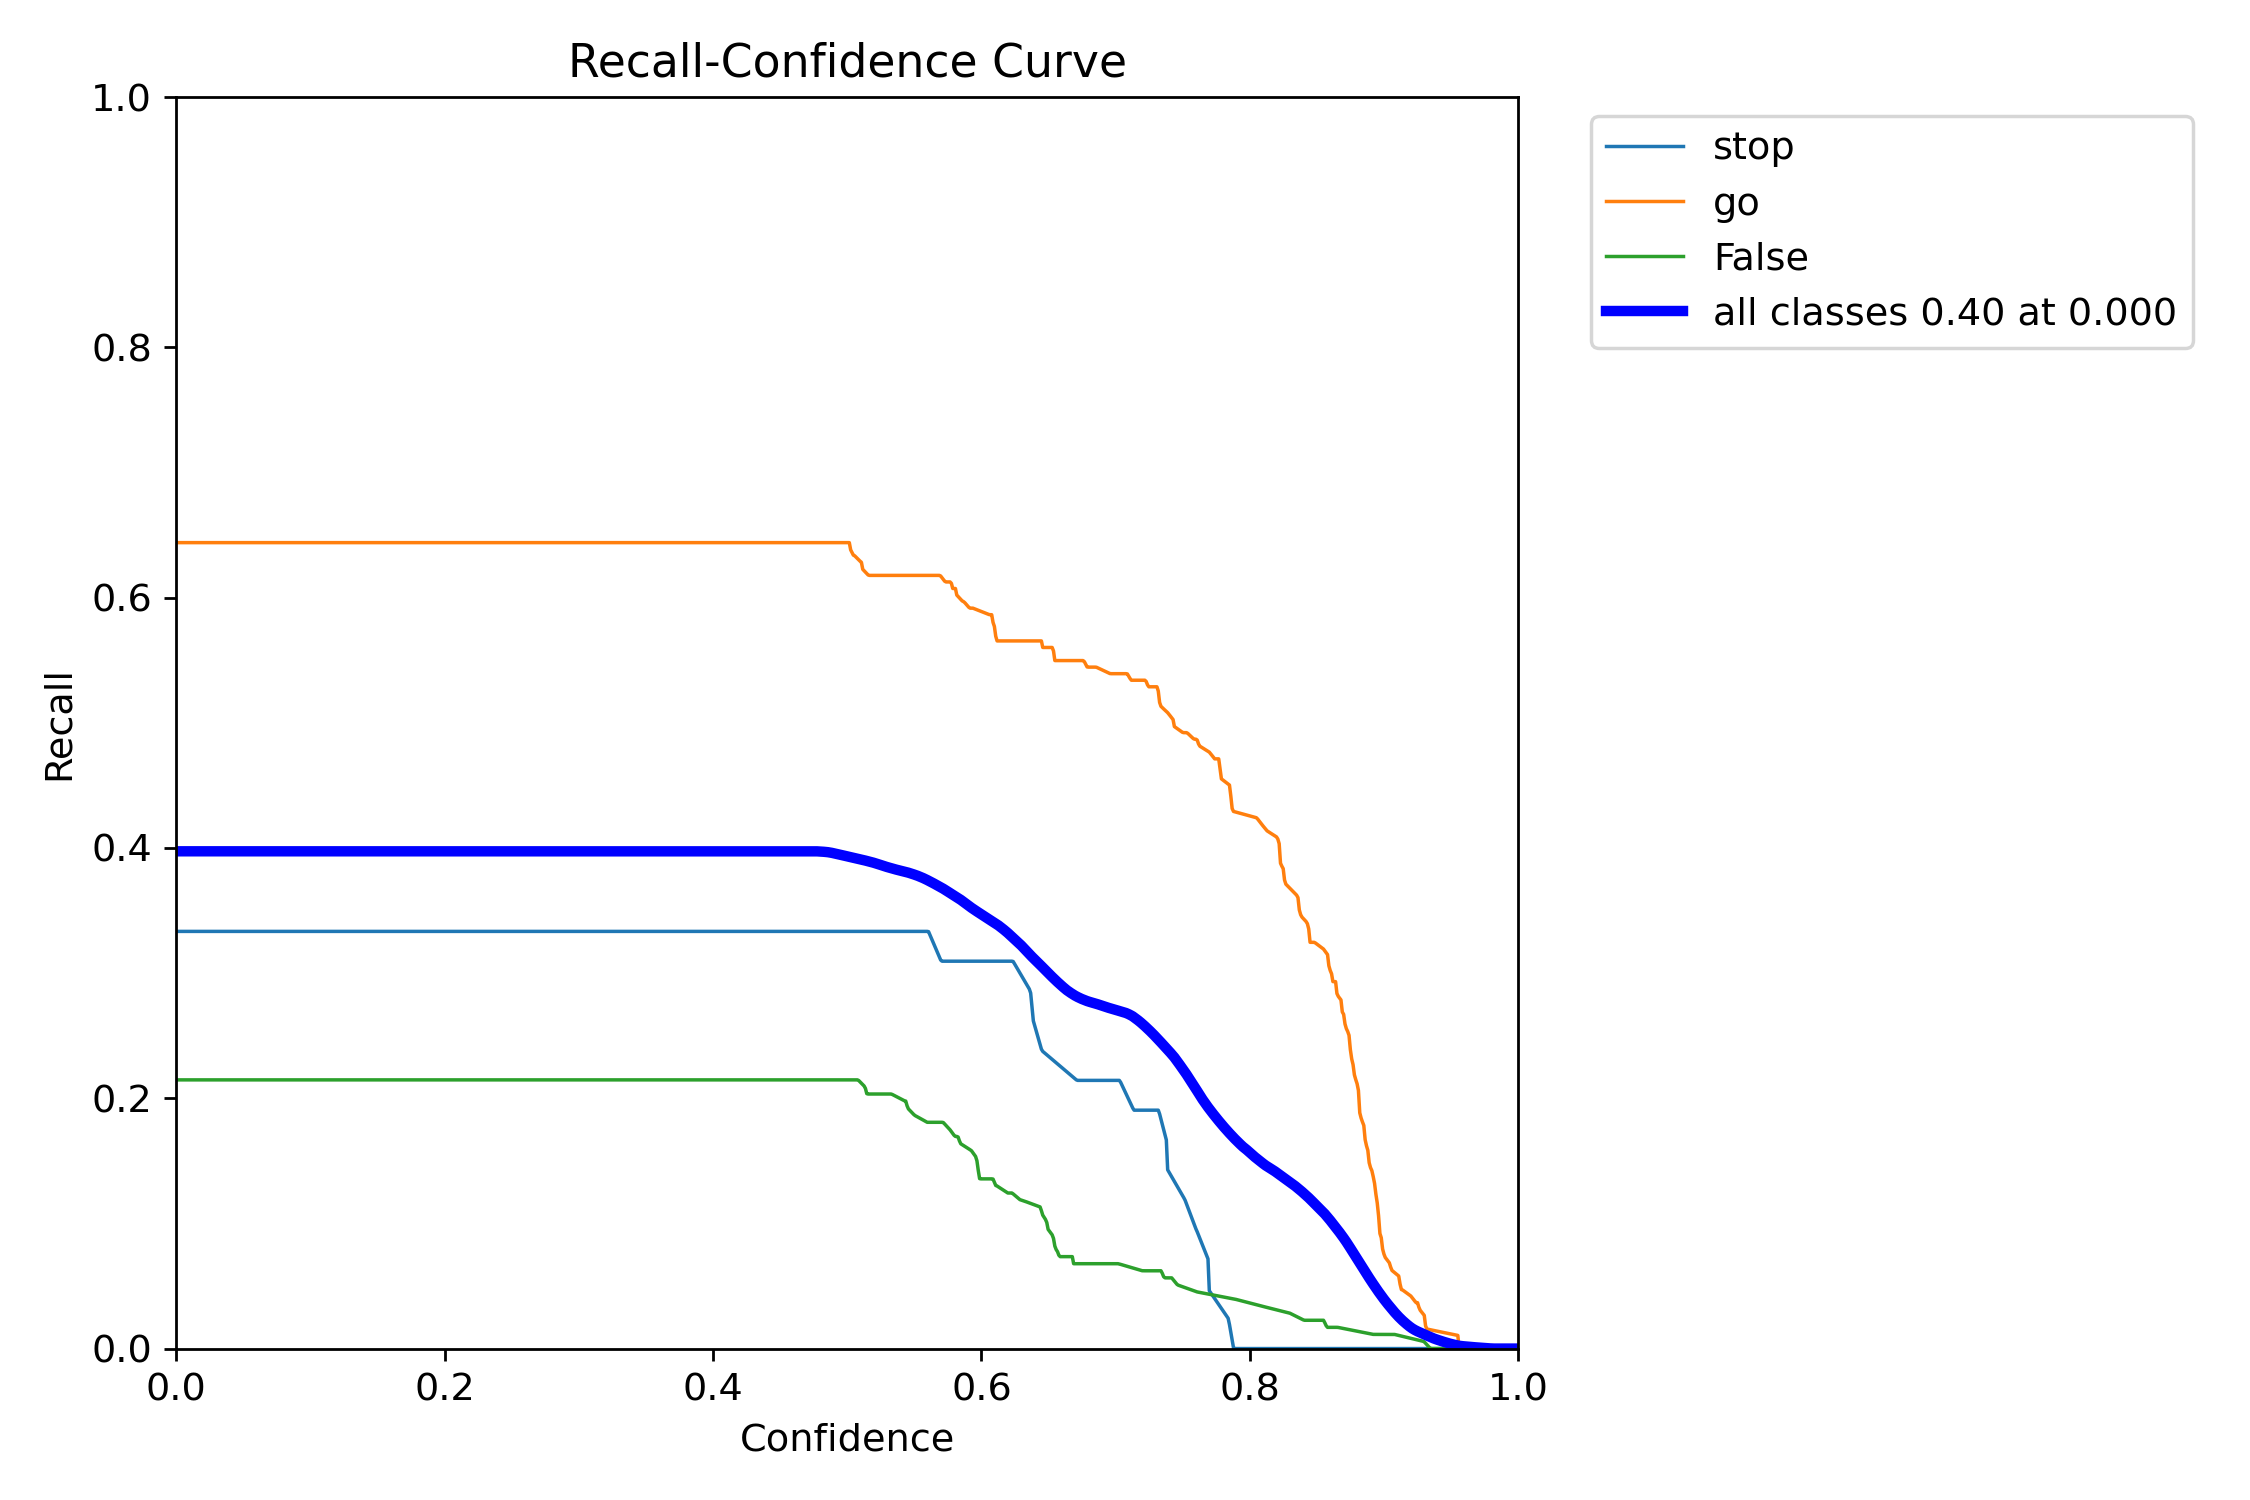 Recall-Confidence Curve
1.0
0.8
0.6
0.4
0.2
0.0
Recall
0.0 0.2 0.4 0.6 0.8 1.0
Confidence
stop
go
False
all classes 0.40 at 0.000